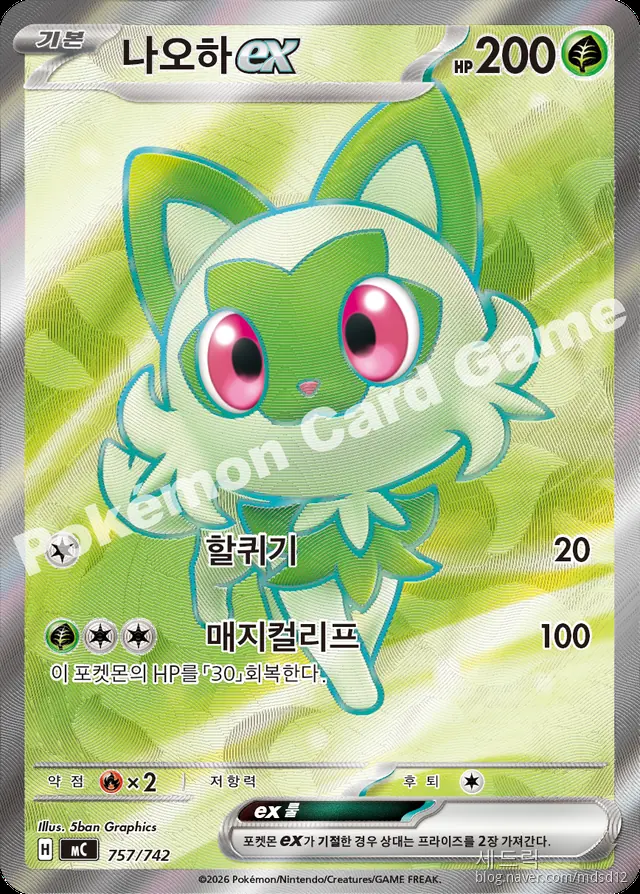 기본 나오하ex HP 200
Pokémon Card Game
할퀴기 20
매지컬리프 100
이 포켓몬의 HP를 「30」 회복한다.
약점 ×2 저항력 후퇴
ex 룰
포켓몬 ex가 기절한 경우 상대는 프라이즈를 2장 가져간다.
Illus. 5ban Graphics
H mC 757/742
세드릭
blog.naver.com/mdsd12
©2026 Pokémon/Nintendo/Creatures/GAME FREAK.